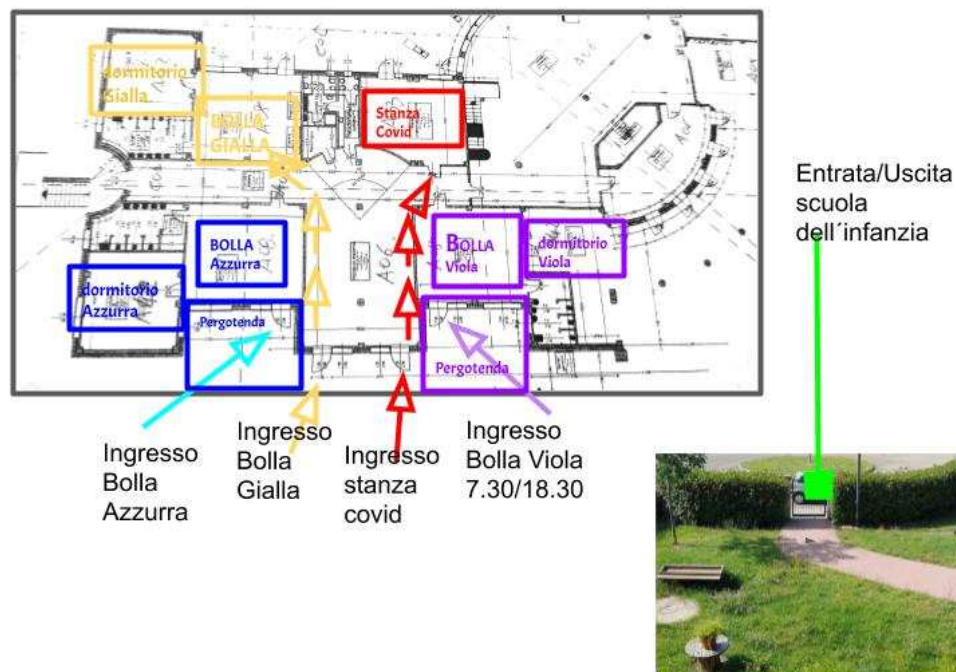 dormitorio
Gialla
BOLLA
GIALLA
Stanza
Covid
BOLLA
Azzurra
BOLLA
Viola
dormitorio
Viola
dormitorio
Azzurra
Pergotenda
Pergotenda
Ingresso
Bolla
Azzurra
Ingresso
Bolla
Gialla
Ingresso
stanza
covid
Ingresso
Bolla Viola
7.30/18.30
Entrata/Uscita
scuola
dell´infanzia